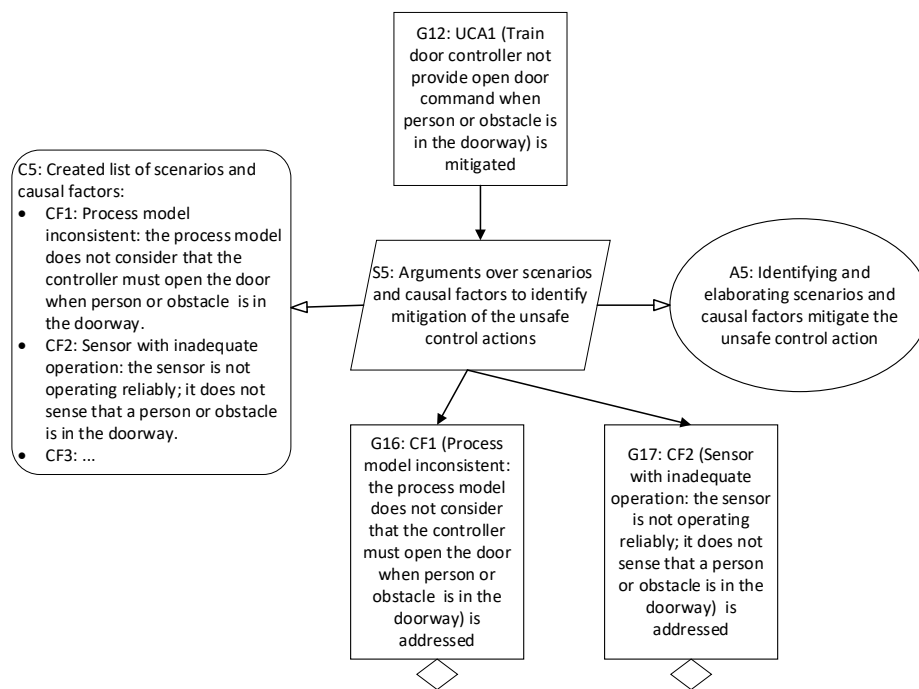 G12: UCA1 (Train
door controller not
provide open door
command when
person or obstacle is
in the doorway) is
mitigated
C5: Created list of scenarios and
causal factors:
• CF1: Process model
inconsistent: the process model
does not consider that the
controller must open the door
when person or obstacle is in
the doorway.
• CF2: Sensor with inadequate
operation: the sensor is not
operating reliably; it does not
sense that a person or obstacle
is in the doorway.
• CF3: ...
S5: Arguments over scenarios
and causal factors to identify
mitigation of the unsafe
control actions
A5: Identifying and
elaborating scenarios and
causal factors mitigate the
unsafe control action
G16: CF1 (Process
model inconsistent:
the process model
does not consider
that the controller
must open the door
when person or
obstacle is in the
doorway) is
addressed
G17: CF2 (Sensor
with inadequate
operation: the sensor
is not operating
reliably; it does not
sense that a person
or obstacle is in the
doorway) is
addressed